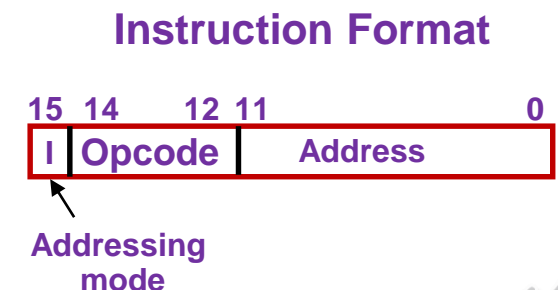 Instruction Format
15 14 12 11 0
I Opcode Address
Addressing
mode